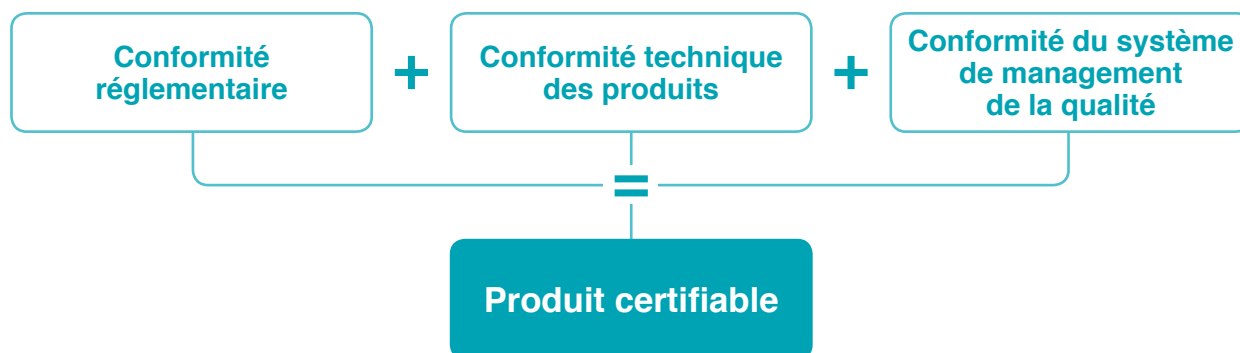 Conformité
réglementaire
+
Conformité technique
des produits
+
Conformité du système
de management
de la qualité
=
Produit certifiable